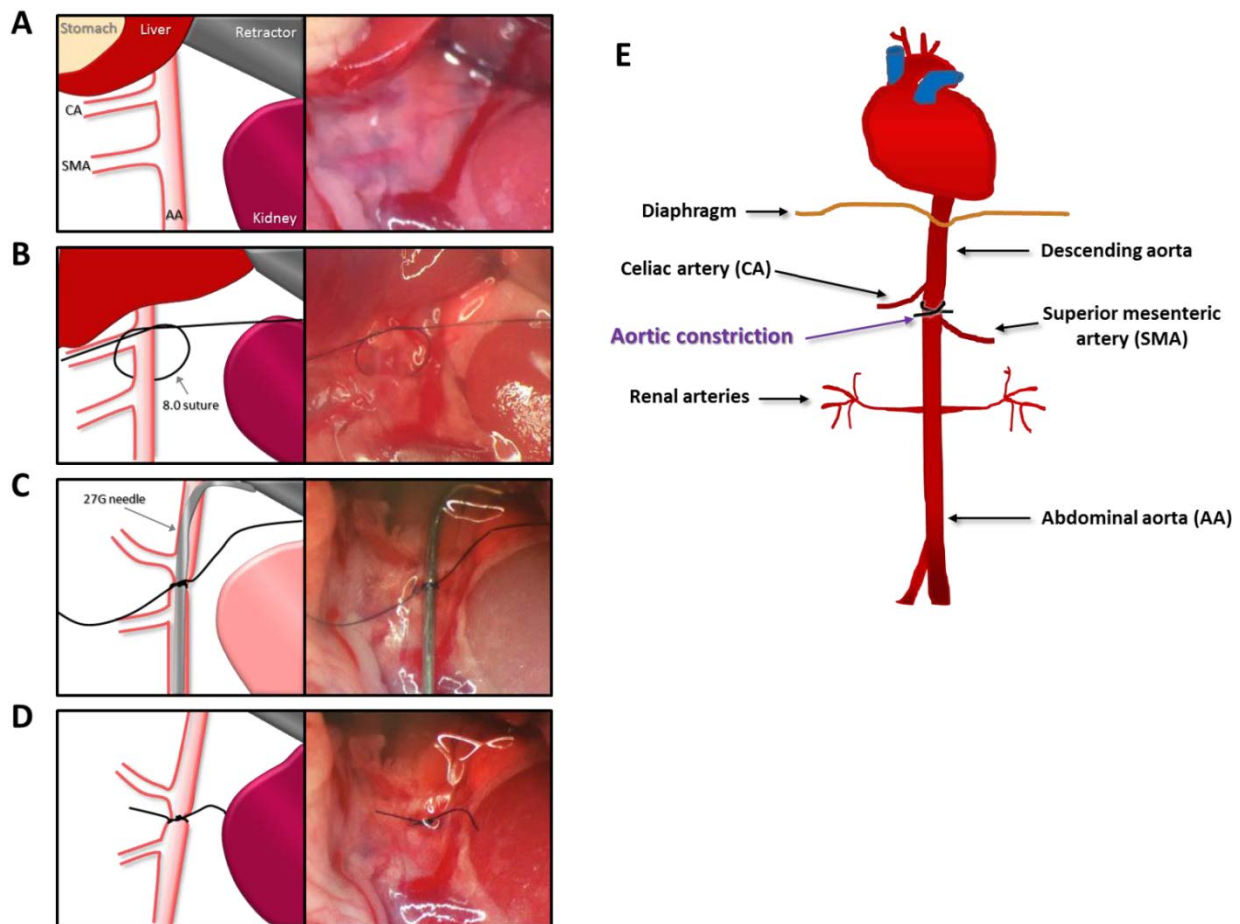 A
Stomach
Liver
Retractor
CA
SMA
AA
Kidney
B
8.0 suture
C
27G needle
D
E
Diaphragm
Descending aorta
Celiac artery (CA)
Aortic constriction
Superior mesenteric
artery (SMA)
Renal arteries
Abdominal aorta (AA)